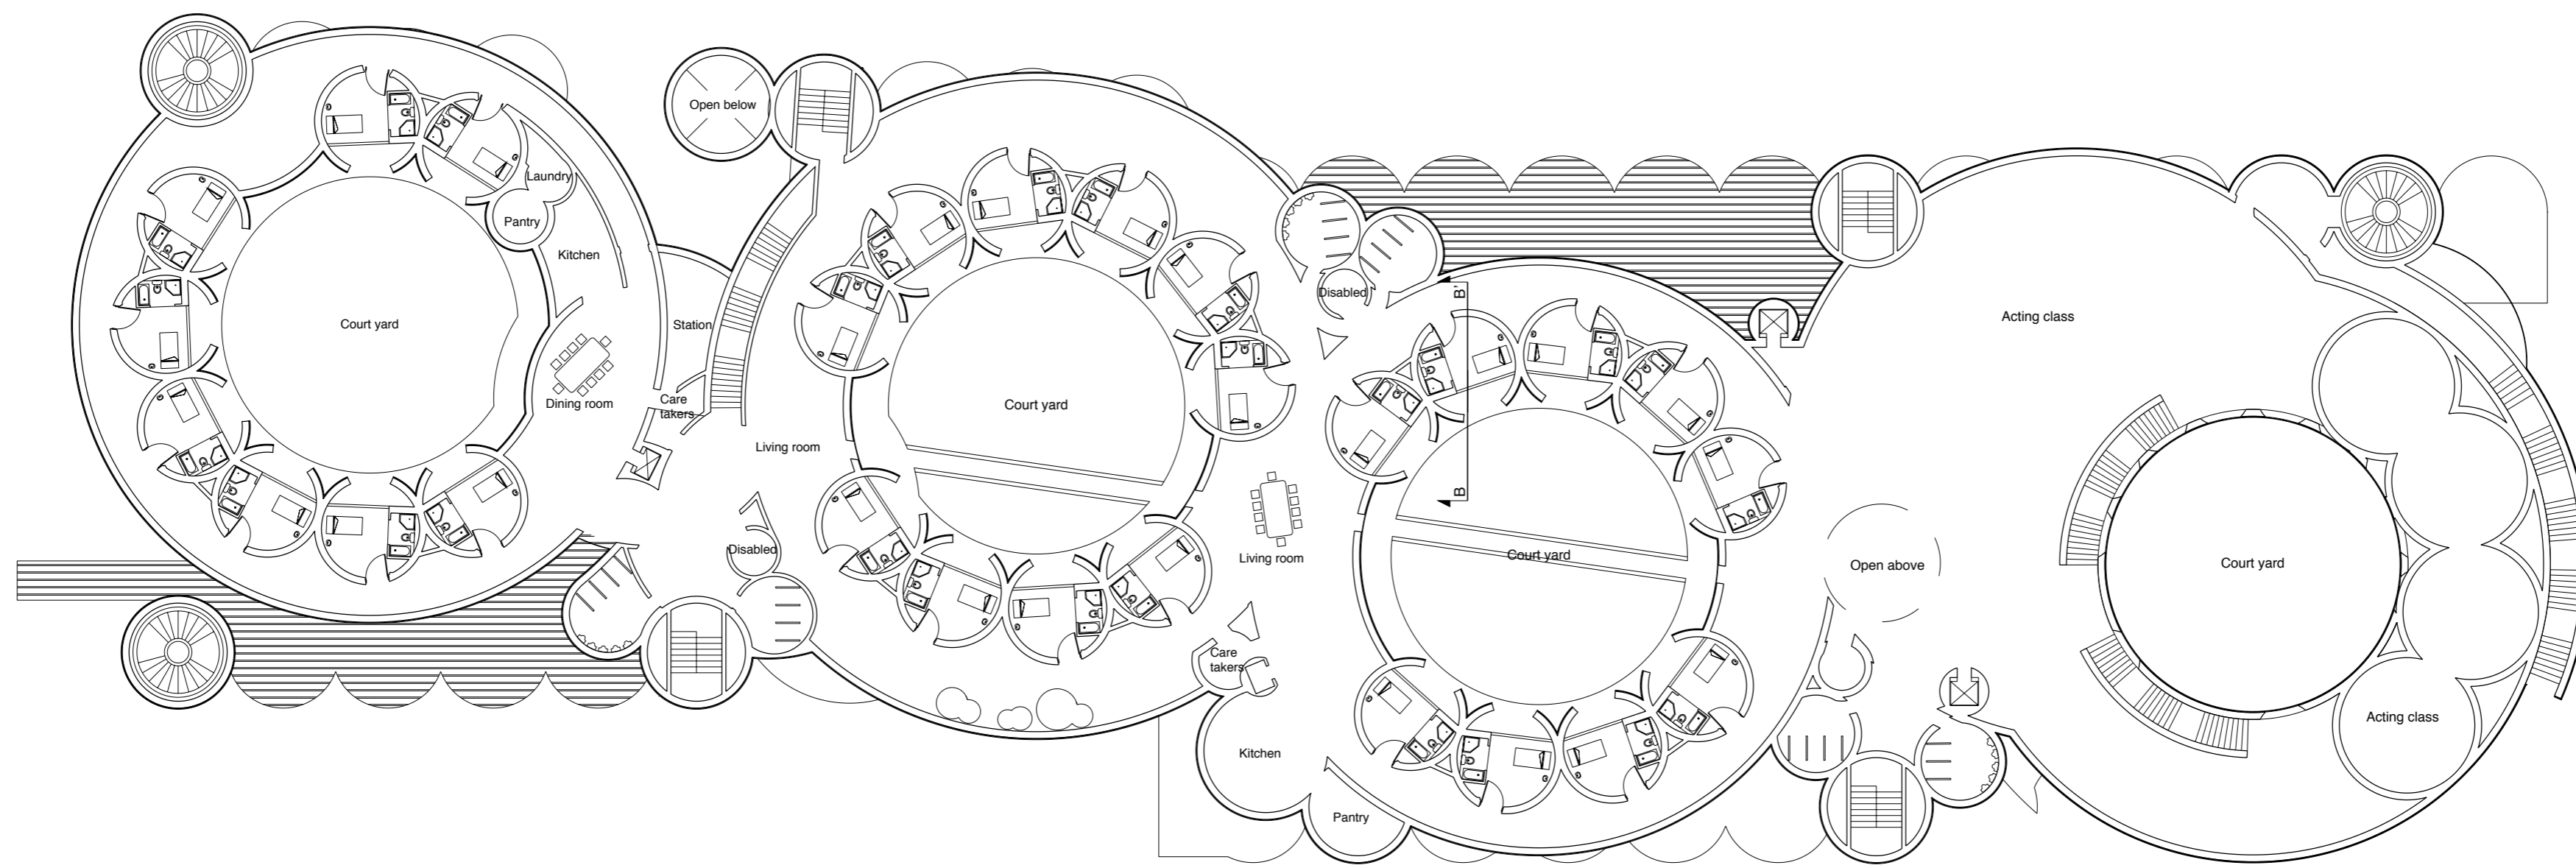 Open below
Laundry
Pantry
Kitchen
Court yard
Station
Dining room
Care
takers
Living room
Disabled
Court yard
Disabled
B'
B
Living room
Care
takers
Kitchen
Pantry
Court yard
Open above
Acting class
Court yard
Acting class